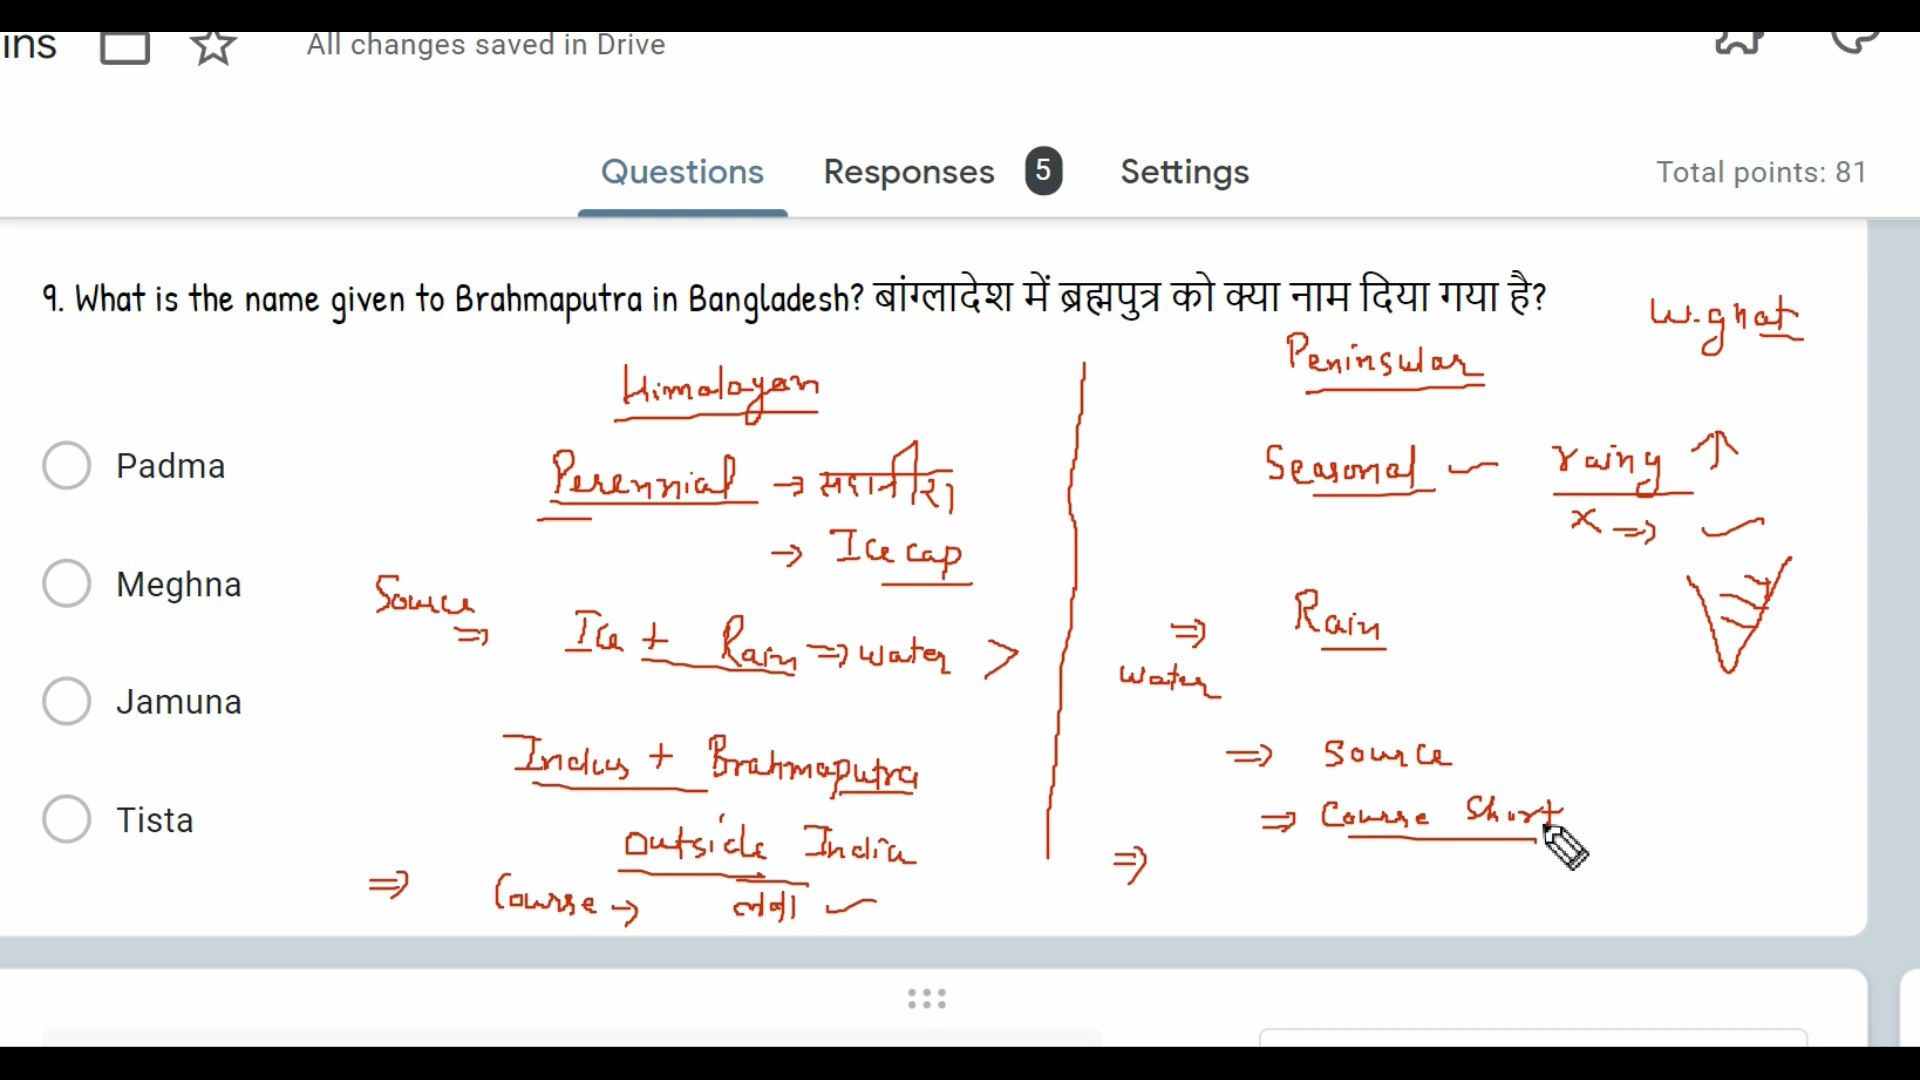 ins All changes saved in Drive
Questions Responses 5 Settings Total points: 81
9. What is the name given to Brahmaputra in Bangladesh? बांग्लादेश में ब्रह्मपुत्र को क्या नाम दिया गया है?
W. ghat
Himalayan Peninsular
Padma
Perennial → सदानीरा
Seasonal rainy ↑
x ⇒
→ Ice cap
Meghna
Source ⇒ Ice + Rain ⇒ water >
⇒ Rain
water
Jamuna
Indus + Brahmaputra
⇒ Source
Tista
outside India
⇒ Course Short
⇒ Course →
⇒